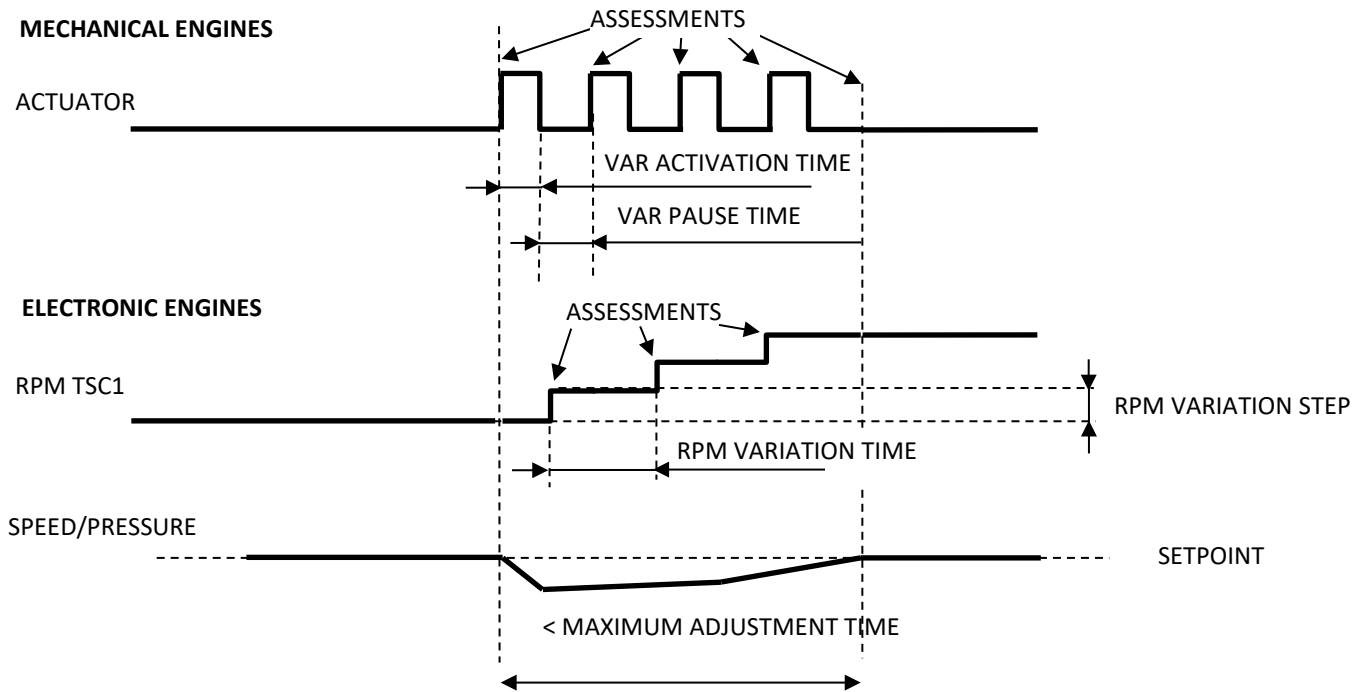 ASSESSMENTS
MECHANICAL ENGINES
ACTUATOR
VAR ACTIVATION TIME
VAR PAUSE TIME
ELECTRONIC ENGINES
ASSESSMENTS
RPM TSC1
RPM VARIATION STEP
RPM VARIATION TIME
SPEED/PRESSURE
SETPOINT
< MAXIMUM ADJUSTMENT TIME